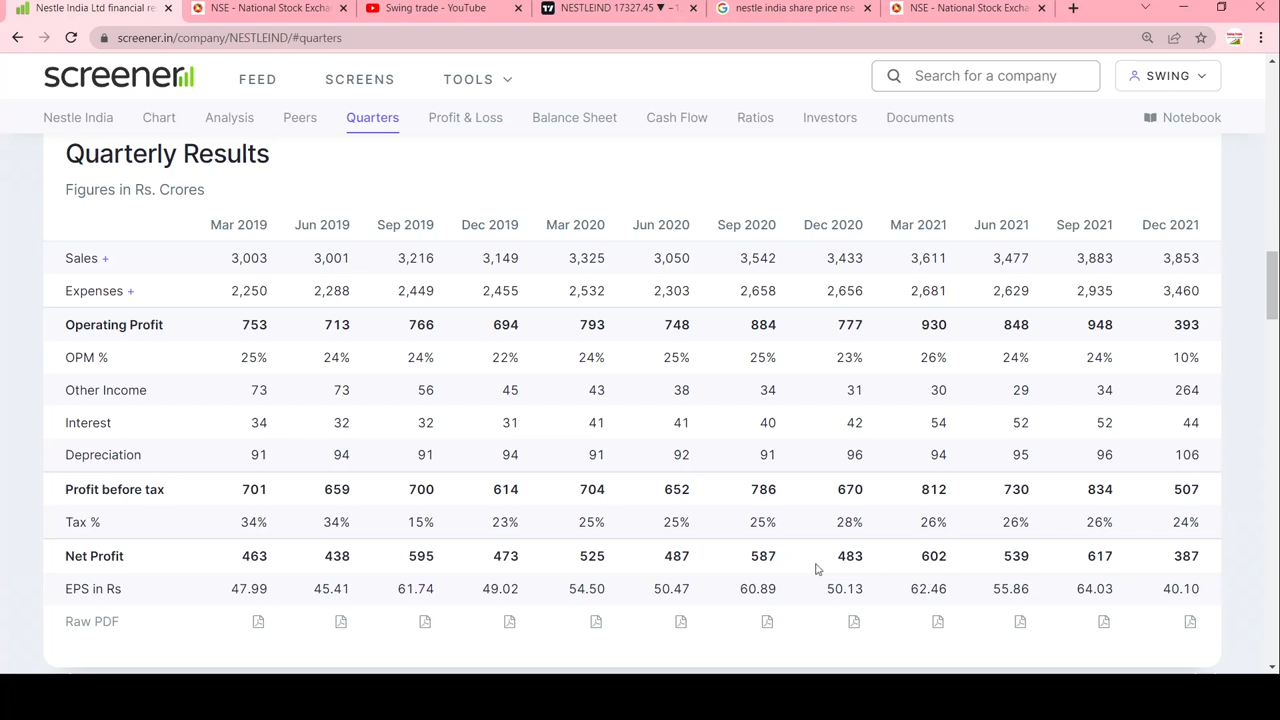 Nestle India Ltd financial re
NSE - National Stock Excha
Swing trade - YouTube
NESTLEIND 17327.45 ▼ −1
nestle india share price nse
NSE - National Stock Excha
screener.in/company/NESTLEIND/#quarters
screener
FEED
SCREENS
TOOLS
Search for a company
SWING
Nestle India Chart Analysis Peers Quarters Profit & Loss Balance Sheet Cash Flow Ratios Investors Documents Notebook
Quarterly Results
Figures in Rs. Crores
Mar 2019 Jun 2019 Sep 2019 Dec 2019 Mar 2020 Jun 2020 Sep 2020 Dec 2020 Mar 2021 Jun 2021 Sep 2021 Dec 2021
Sales + 3,003 3,001 3,216 3,149 3,325 3,050 3,542 3,433 3,611 3,477 3,883 3,853
Expenses + 2,250 2,288 2,449 2,455 2,532 2,303 2,658 2,656 2,681 2,629 2,935 3,460
Operating Profit 753 713 766 694 793 748 884 777 930 848 948 393
OPM % 25% 24% 24% 22% 24% 25% 25% 23% 26% 24% 24% 10%
Other Income 73 73 56 45 43 38 34 31 30 29 34 264
Interest 34 32 32 31 41 41 40 42 54 52 52 44
Depreciation 91 94 91 94 91 92 91 96 94 95 96 106
Profit before tax 701 659 700 614 704 652 786 670 812 730 834 507
Tax % 34% 34% 15% 23% 25% 25% 25% 28% 26% 26% 26% 24%
Net Profit 463 438 595 473 525 487 587 483 602 539 617 387
EPS in Rs 47.99 45.41 61.74 49.02 54.50 50.47 60.89 50.13 62.46 55.86 64.03 40.10
Raw PDF